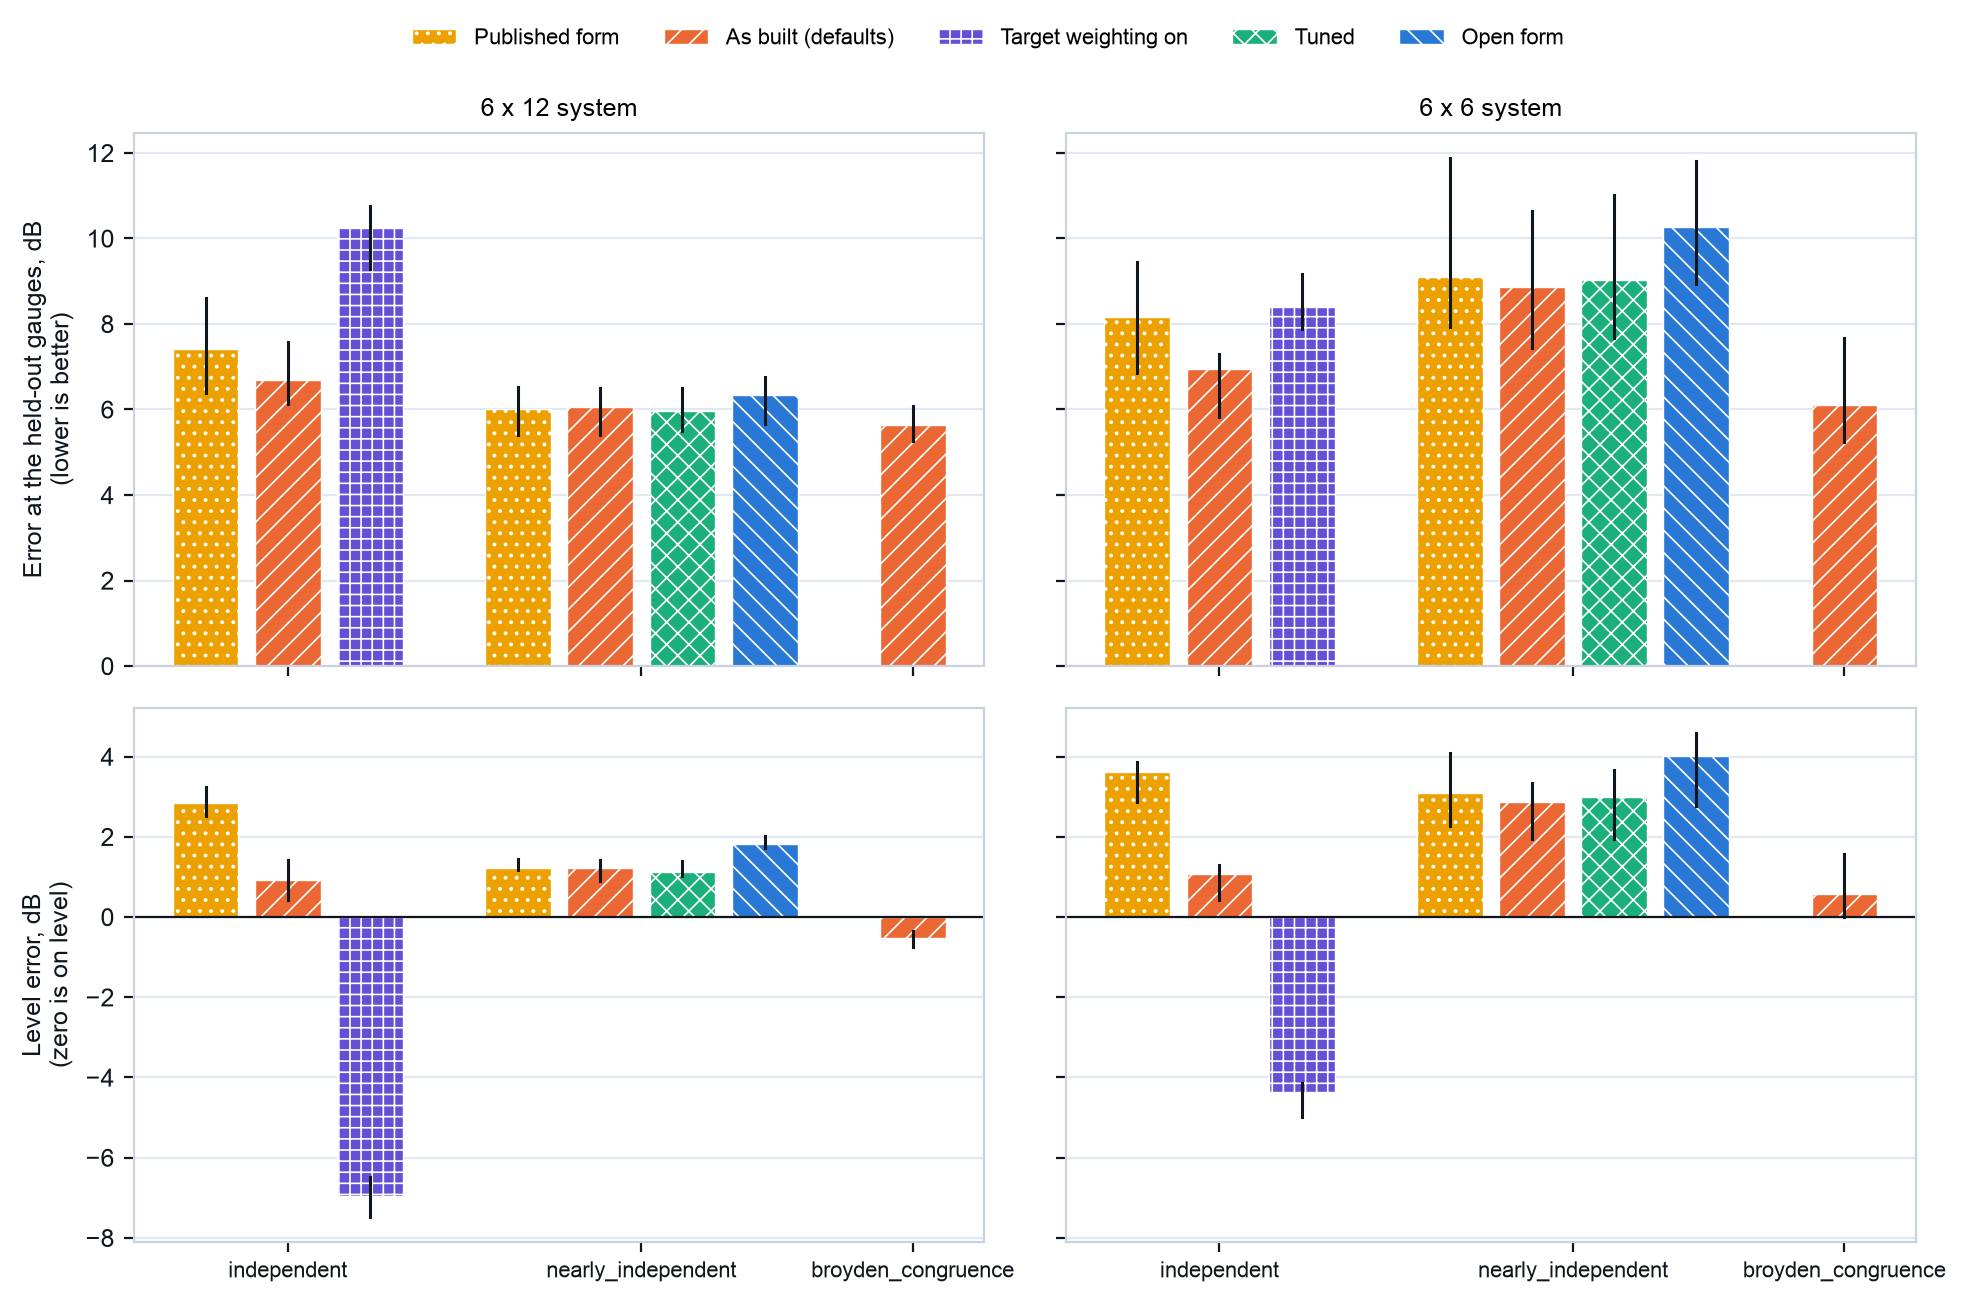 Published form
As built (defaults)
Target weighting on
Tuned
Open form
6 x 12 system
6 x 6 system
Error at the held-out gauges, dB
(lower is better)
12
10
8
6
4
2
0
Level error, dB
(zero is on level)
4
2
0
−2
−4
−6
−8
independent
nearly_independent
broyden_congruence
independent
nearly_independent
broyden_congruence